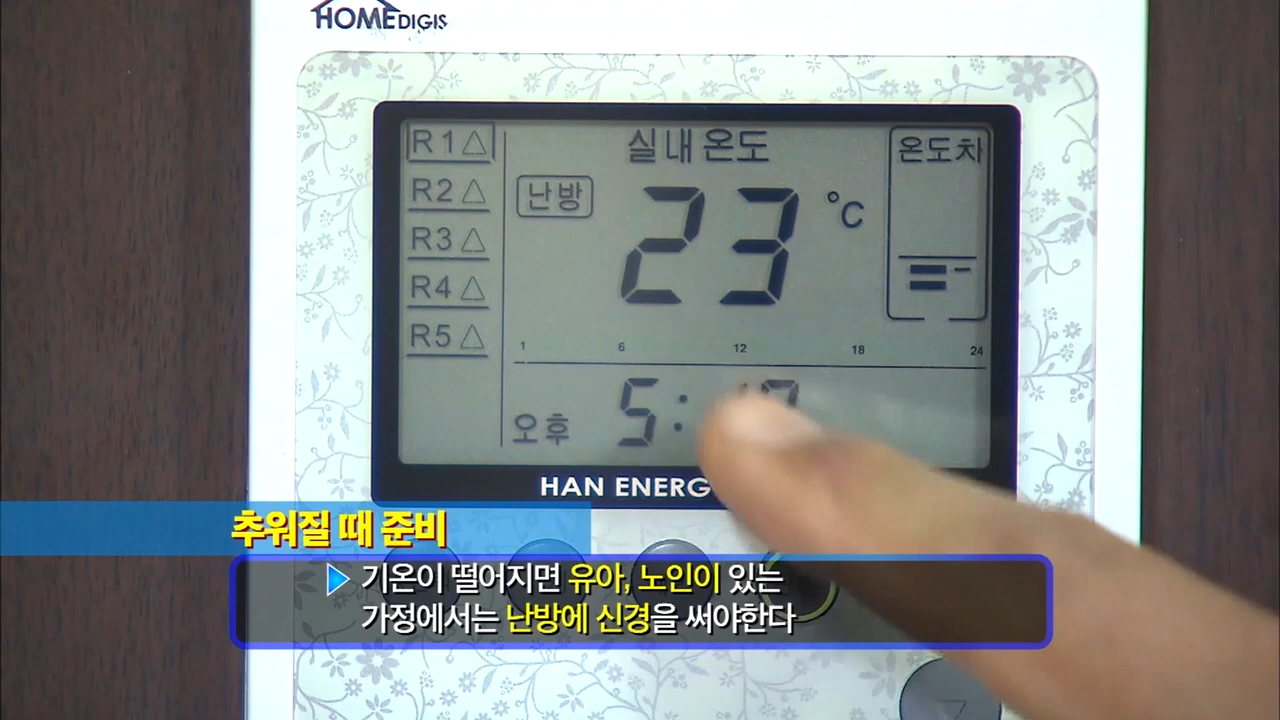 HOMEDIGIS
R1△
R2△
R3△
R4△
R5△
실내온도
난방
23 °C
온도차
1 6 12 18 24
오후 5:
HAN
추워질 때 준비
기온이 떨어지면 유아, 노인이 있는
가정에서는 난방에 신경을 써야한다